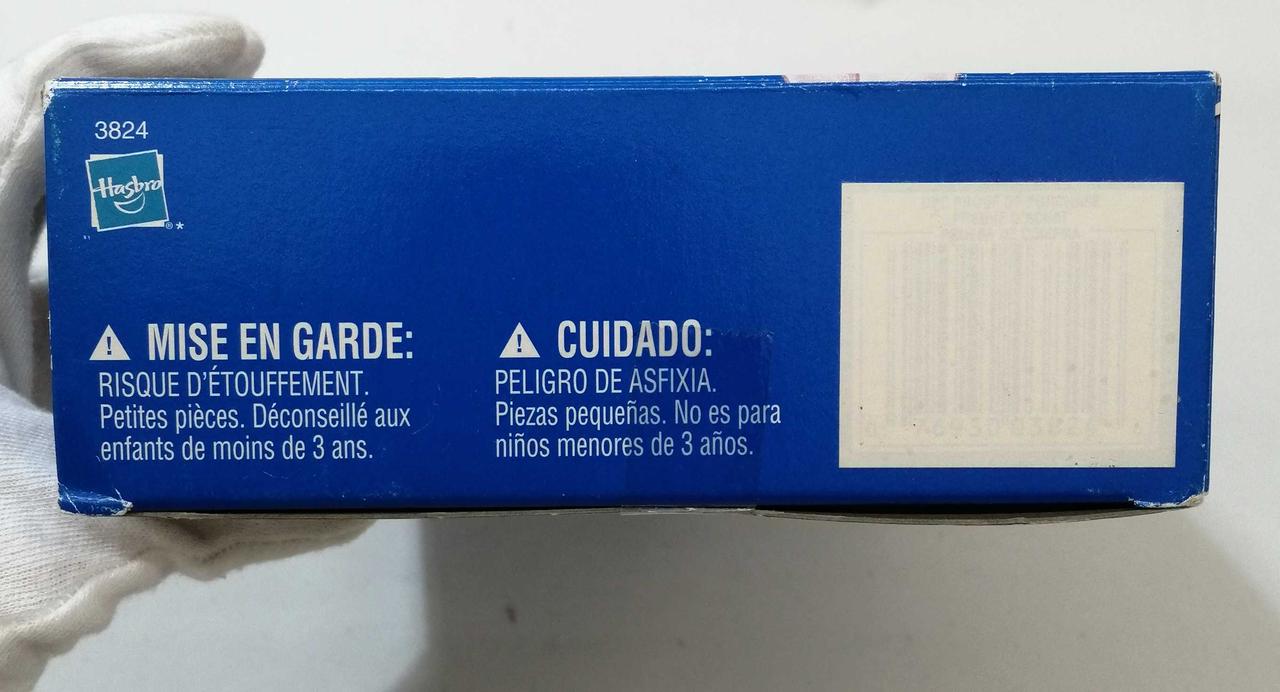 3824
Hasbro
®*
MISE EN GARDE:
RISQUE D'ÉTOUFFEMENT.
Petites pièces. Déconseillé aux
enfants de moins de 3 ans.
CUIDADO:
PELIGRO DE ASFIXIA.
Piezas pequeñas. No es para
niños menores de 3 años.